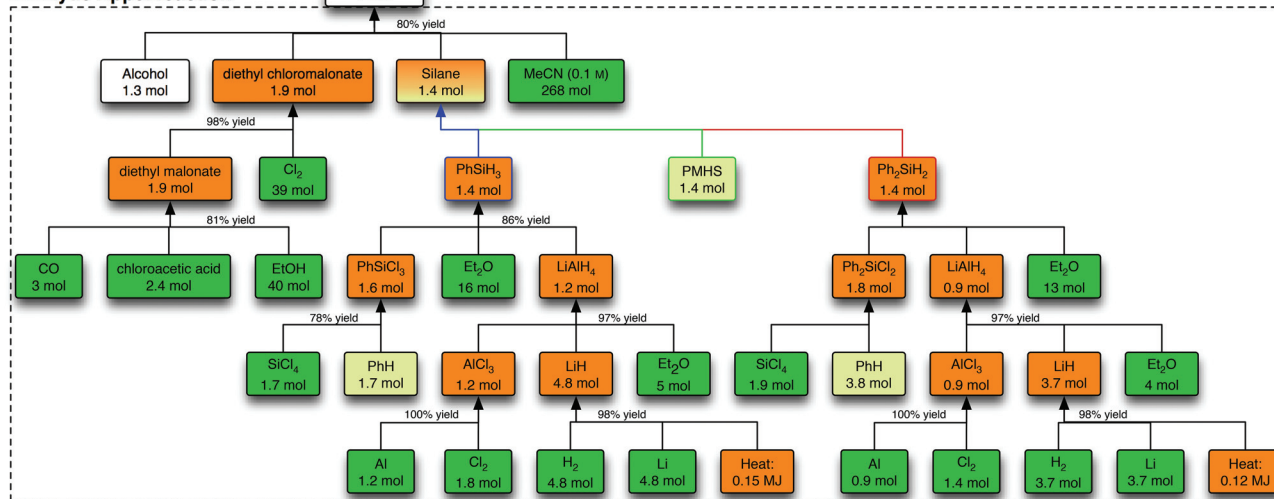 80% yield
Alcohol
1.3 mol
diethyl chloromalonate
1.9 mol
Silane
1.4 mol
MeCN (0.1 M)
268 mol
98% yield
diethyl malonate
1.9 mol
Cl₂
39 mol
PhSiH₃
1.4 mol
PMHS
1.4 mol
Ph₂SiH₂
1.4 mol
81% yield
86% yield
CO
3 mol
chloroacetic acid
2.4 mol
EtOH
40 mol
PhSiCl₃
1.6 mol
Et₂O
16 mol
LiAlH₄
1.2 mol
Ph₂SiCl₂
1.8 mol
LiAlH₄
0.9 mol
Et₂O
13 mol
78% yield
97% yield
97% yield
SiCl₄
1.7 mol
PhH
1.7 mol
AlCl₃
1.2 mol
LiH
4.8 mol
Et₂O
5 mol
SiCl₄
1.9 mol
PhH
3.8 mol
AlCl₃
0.9 mol
LiH
3.7 mol
Et₂O
4 mol
100% yield
98% yield
100% yield
98% yield
Al
1.2 mol
Cl₂
1.8 mol
H₂
4.8 mol
Li
4.8 mol
Heat:
0.15 MJ
Al
0.9 mol
Cl₂
1.4 mol
H₂
3.7 mol
Li
3.7 mol
Heat:
0.12 MJ